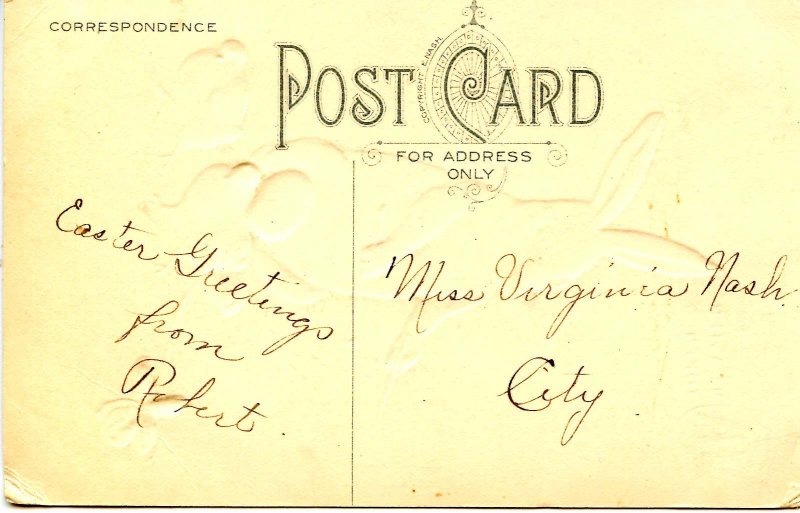 CORRESPONDENCE
POST CARD
COPYRIGHT E. NASH.
FOR ADDRESS
ONLY
Easter Greetings
from
Robert.
Miss Virginia Nash
City